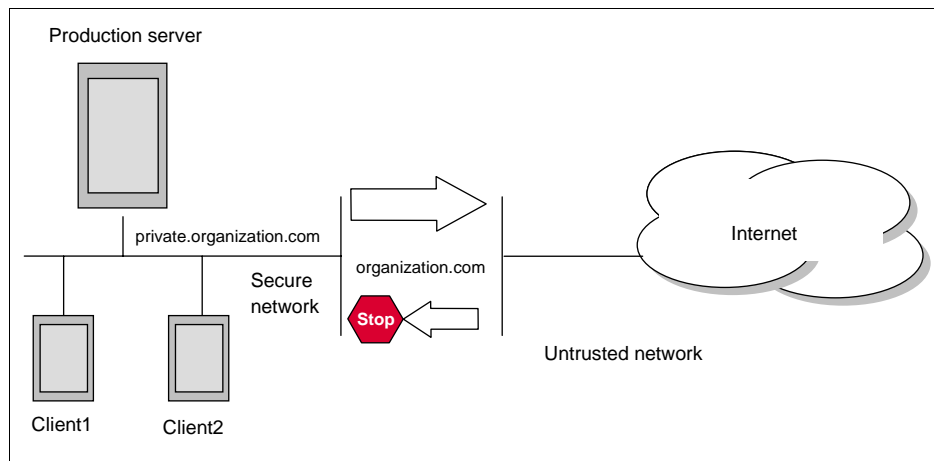 Production server
private.organization.com
Secure
network
organization.com
Stop
Internet
Untrusted network
Client1
Client2